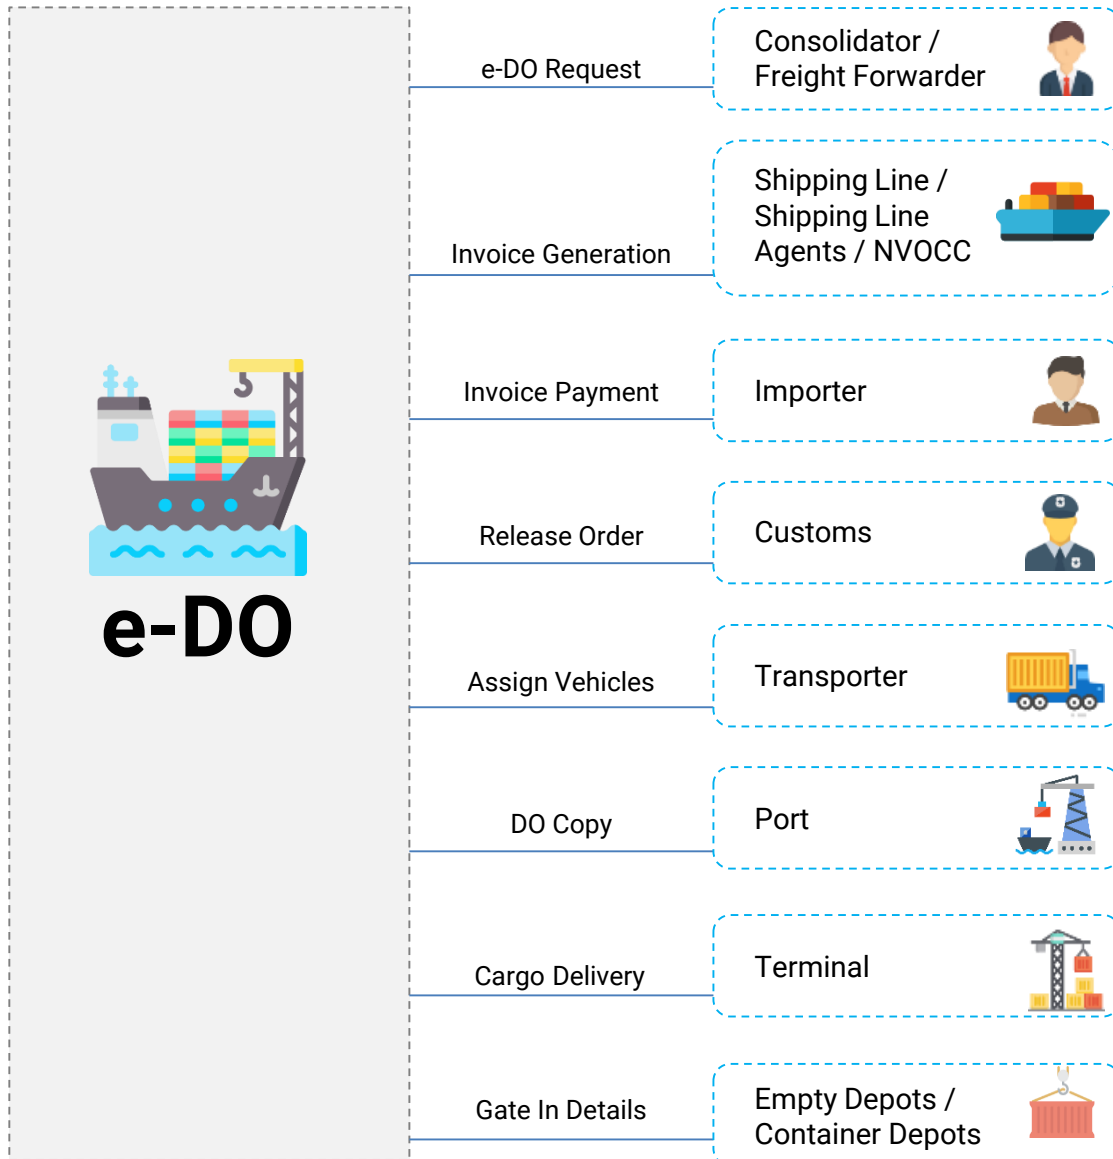 e-DO
e-DO Request
Consolidator /
Freight Forwarder
Invoice Generation
Shipping Line /
Shipping Line
Agents / NVOCC
Invoice Payment
Importer
Release Order
Customs
Assign Vehicles
Transporter
DO Copy
Port
Cargo Delivery
Terminal
Gate In Details
Empty Depots /
Container Depots